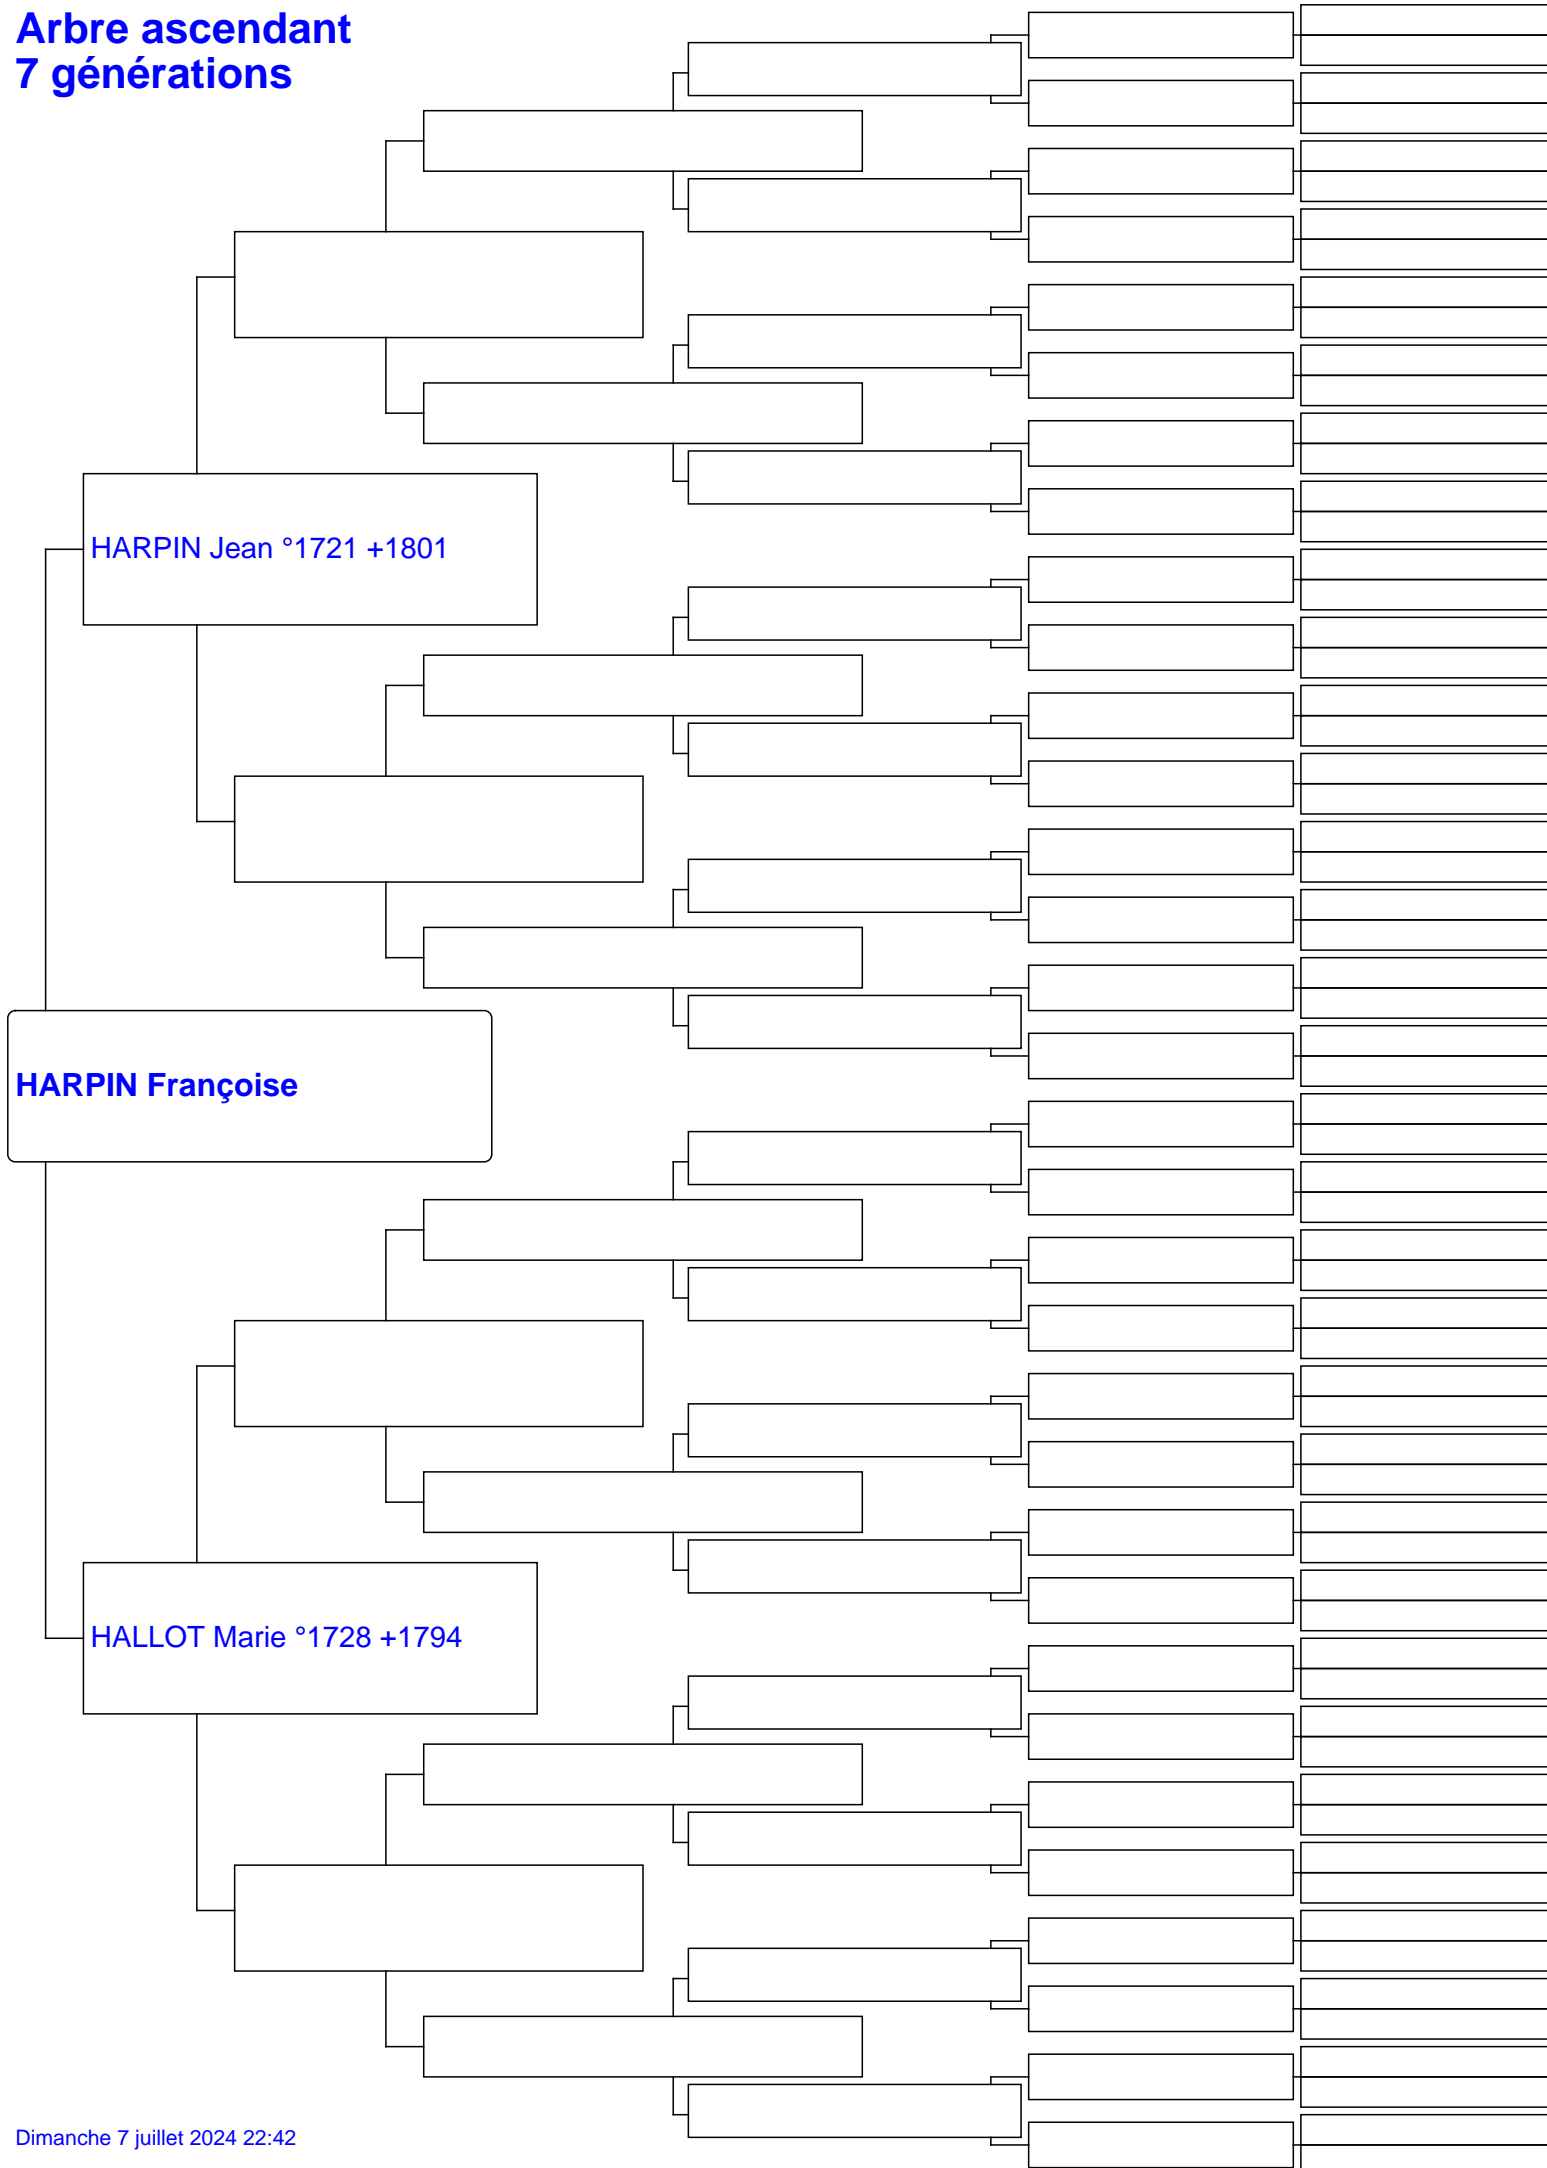 Arbre ascendant
7 générations
HARPIN Jean °1721 +1801
HARPIN Françoise
HALLOT Marie °1728 +1794
Dimanche 7 juillet 2024 22:42